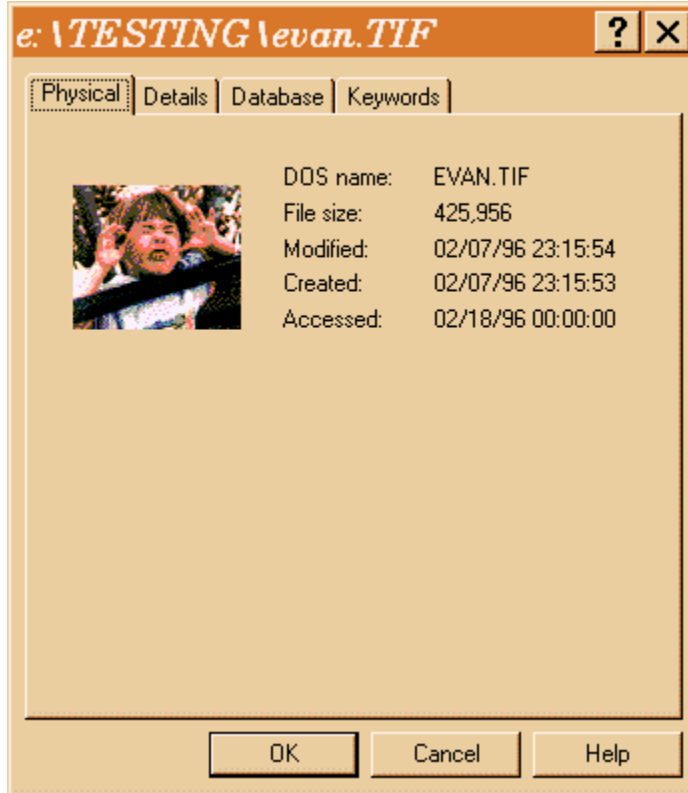 e:\TESTING\evan.TIF
Physical Details Database Keywords
DOS name: EVAN.TIF
File size: 425,956
Modified: 02/07/96 23:15:54
Created: 02/07/96 23:15:53
Accessed: 02/18/96 00:00:00
OK Cancel Help